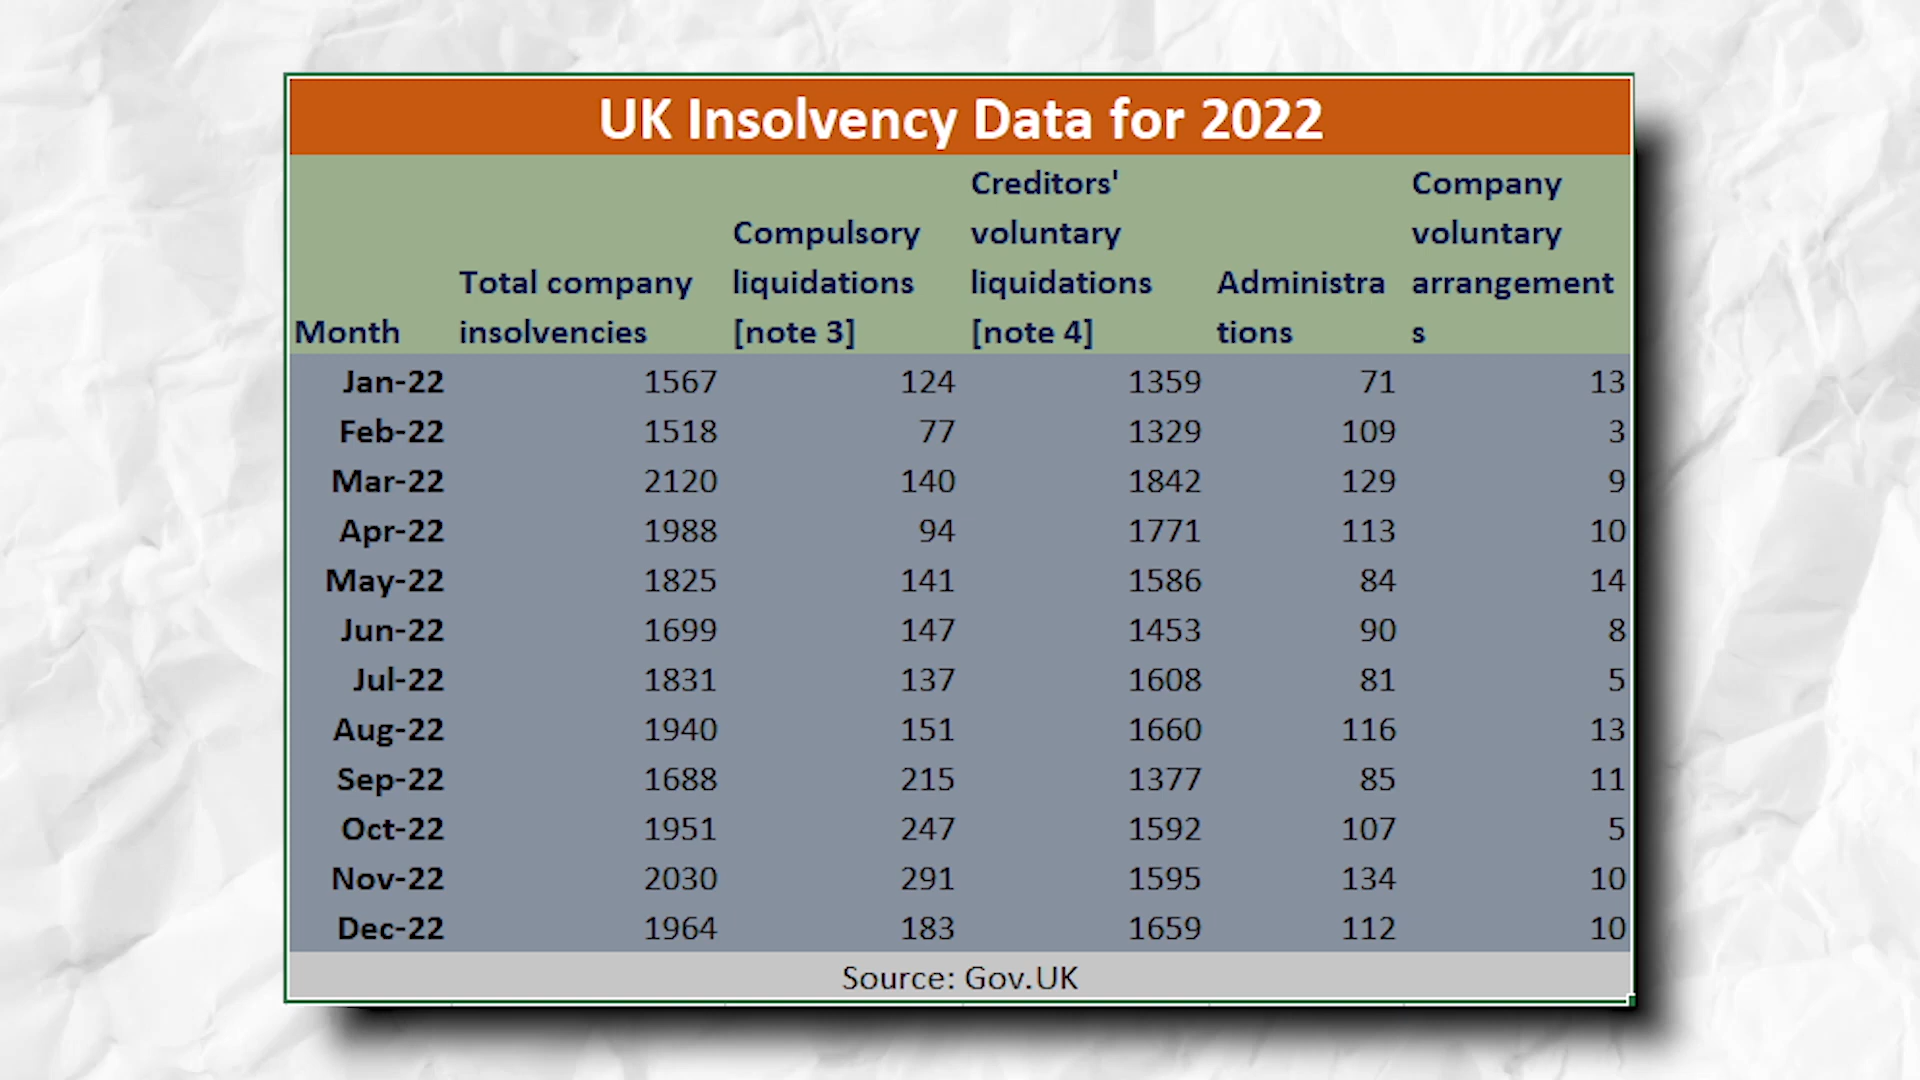 UK Insolvency Data for 2022
Month
Total company
insolvencies
Compulsory
liquidations
[note 3]
Creditors'
voluntary
liquidations
[note 4]
Administra
tions
Company
voluntary
arrangement
s
Jan-22 1567 124 1359 71 13
Feb-22 1518 77 1329 109 3
Mar-22 2120 140 1842 129 9
Apr-22 1988 94 1771 113 10
May-22 1825 141 1586 84 14
Jun-22 1699 147 1453 90 8
Jul-22 1831 137 1608 81 5
Aug-22 1940 151 1660 116 13
Sep-22 1688 215 1377 85 11
Oct-22 1951 247 1592 107 5
Nov-22 2030 291 1595 134 10
Dec-22 1964 183 1659 112 10
Source: Gov.UK